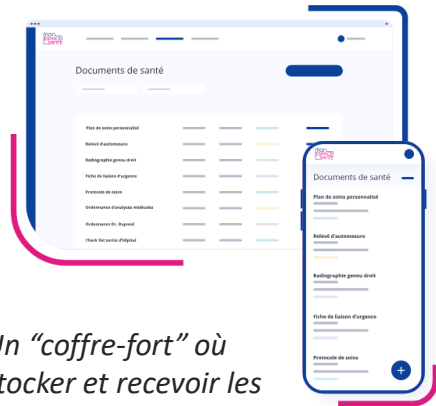 mon
ESPACE
SANTÉ
Documents de santé
Plan de soins personnalisé
Relevé d'automesure
Radiographie genou droit
Fiche de liaison d'urgence
Protocole de soins
Ordonnances d'analyses médicales
Ordonnances Dr. Dupond
Check list sortie d'hôpital
mon
ESPACE
SANTÉ
Documents de santé
Plan de soins personnalisé
Relevé d'automesure
Radiographie genou droit
Fiche de liaison d'urgence
Protocole de soins
+
Un “coffre-fort” où
stocker et recevoir les